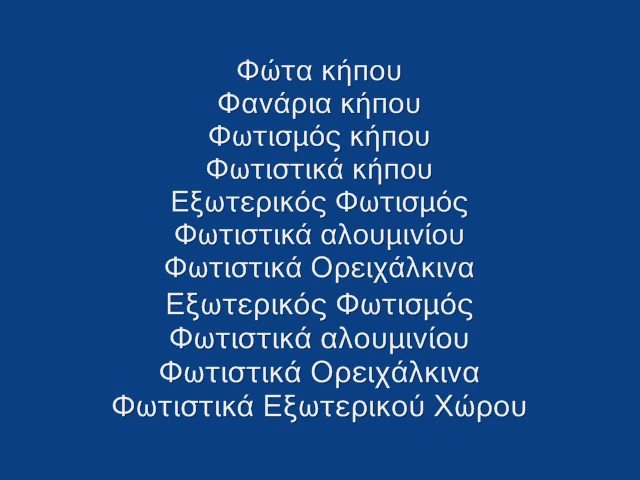 Φώτα κήπου
Φανάρια κήπου
Φωτισμός κήπου
Φωτιστικά κήπου
Εξωτερικός Φωτισμός
Φωτιστικά αλουμινίου
Φωτιστικά Ορειχάλκινα
Εξωτερικός Φωτισμός
Φωτιστικά αλουμινίου
Φωτιστικά Ορειχάλκινα
Φωτιστικά Εξωτερικού Χώρου